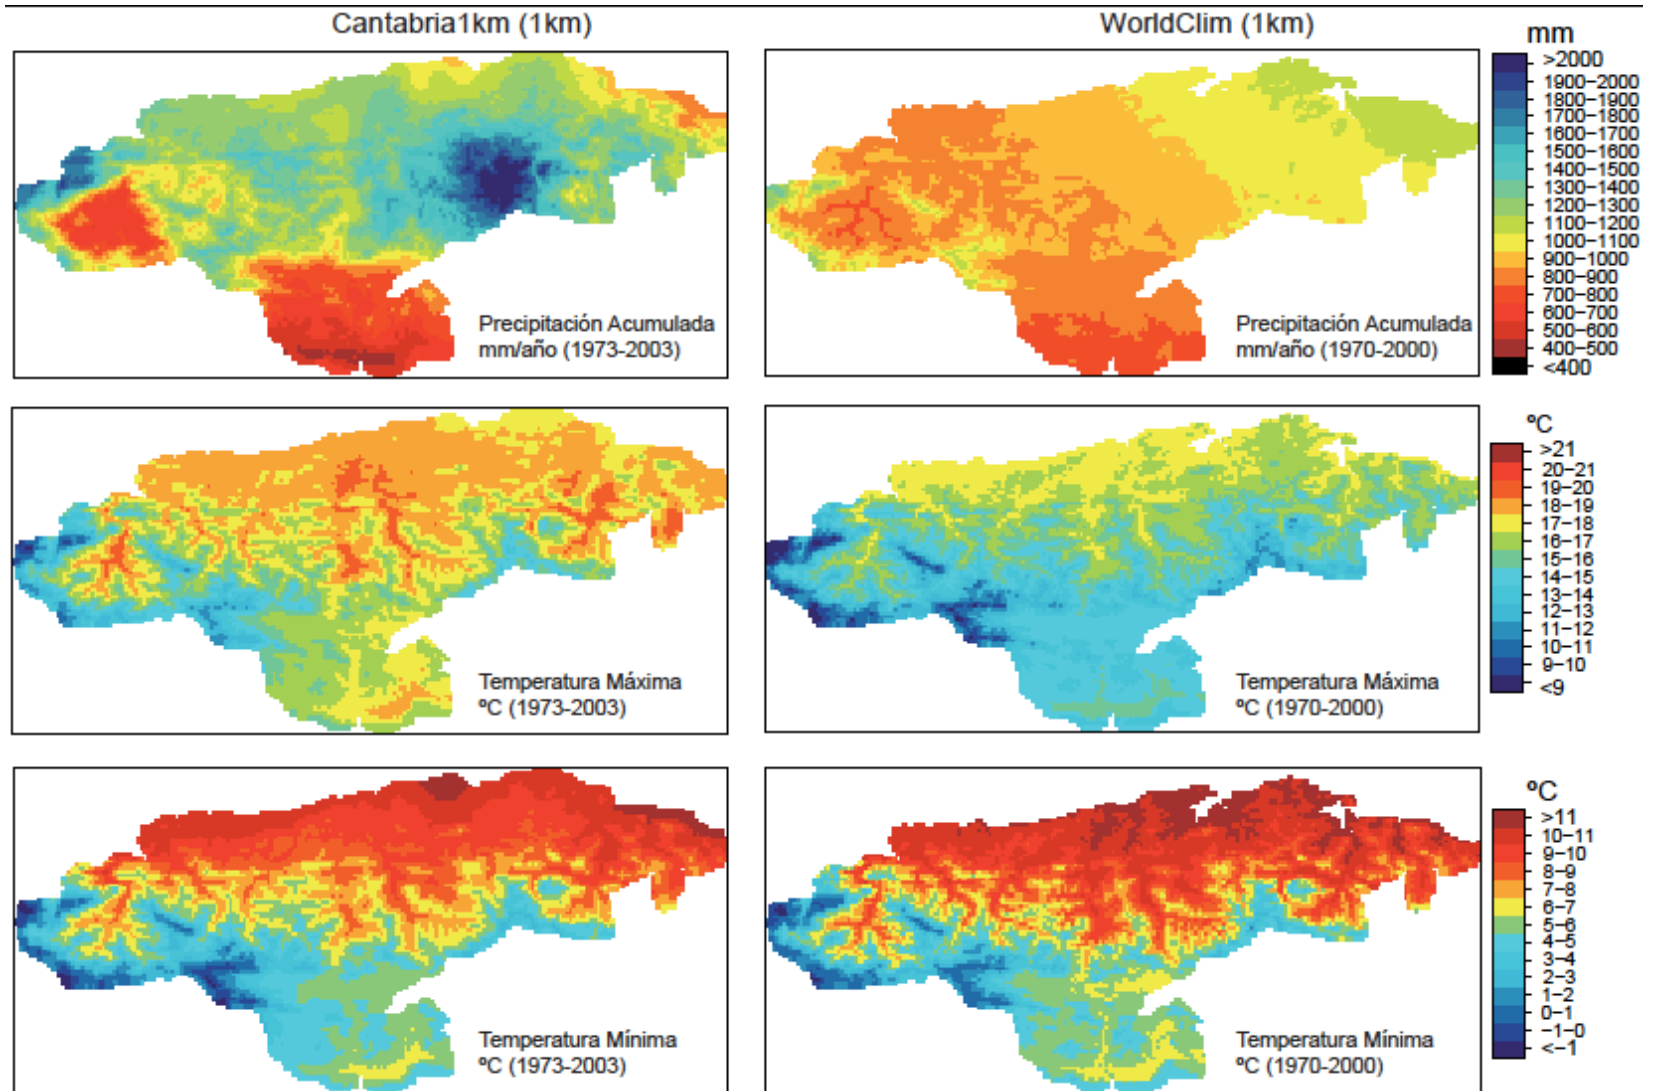 Cantabria1km (1km)
WorldClim (1km)
mm
>2000
1900-2000
1800-1900
1700-1800
1600-1700
1500-1600
1400-1500
1300-1400
1200-1300
1100-1200
1000-1100
900-1000
800-900
700-800
600-700
500-600
400-500
<400
Precipitación Acumulada
mm/año (1973-2003)
Precipitación Acumulada
mm/año (1970-2000)
ºC
>21
20-21
19-20
18-19
17-18
16-17
15-16
14-15
13-14
12-13
11-12
10-11
9-10
<9
Temperatura Máxima
ºC (1973-2003)
Temperatura Máxima
ºC (1970-2000)
ºC
>11
10-11
9-10
8-9
7-8
6-7
5-6
4-5
3-4
2-3
1-2
0-1
-1-0
<-1
Temperatura Mínima
ºC (1973-2003)
Temperatura Mínima
ºC (1970-2000)